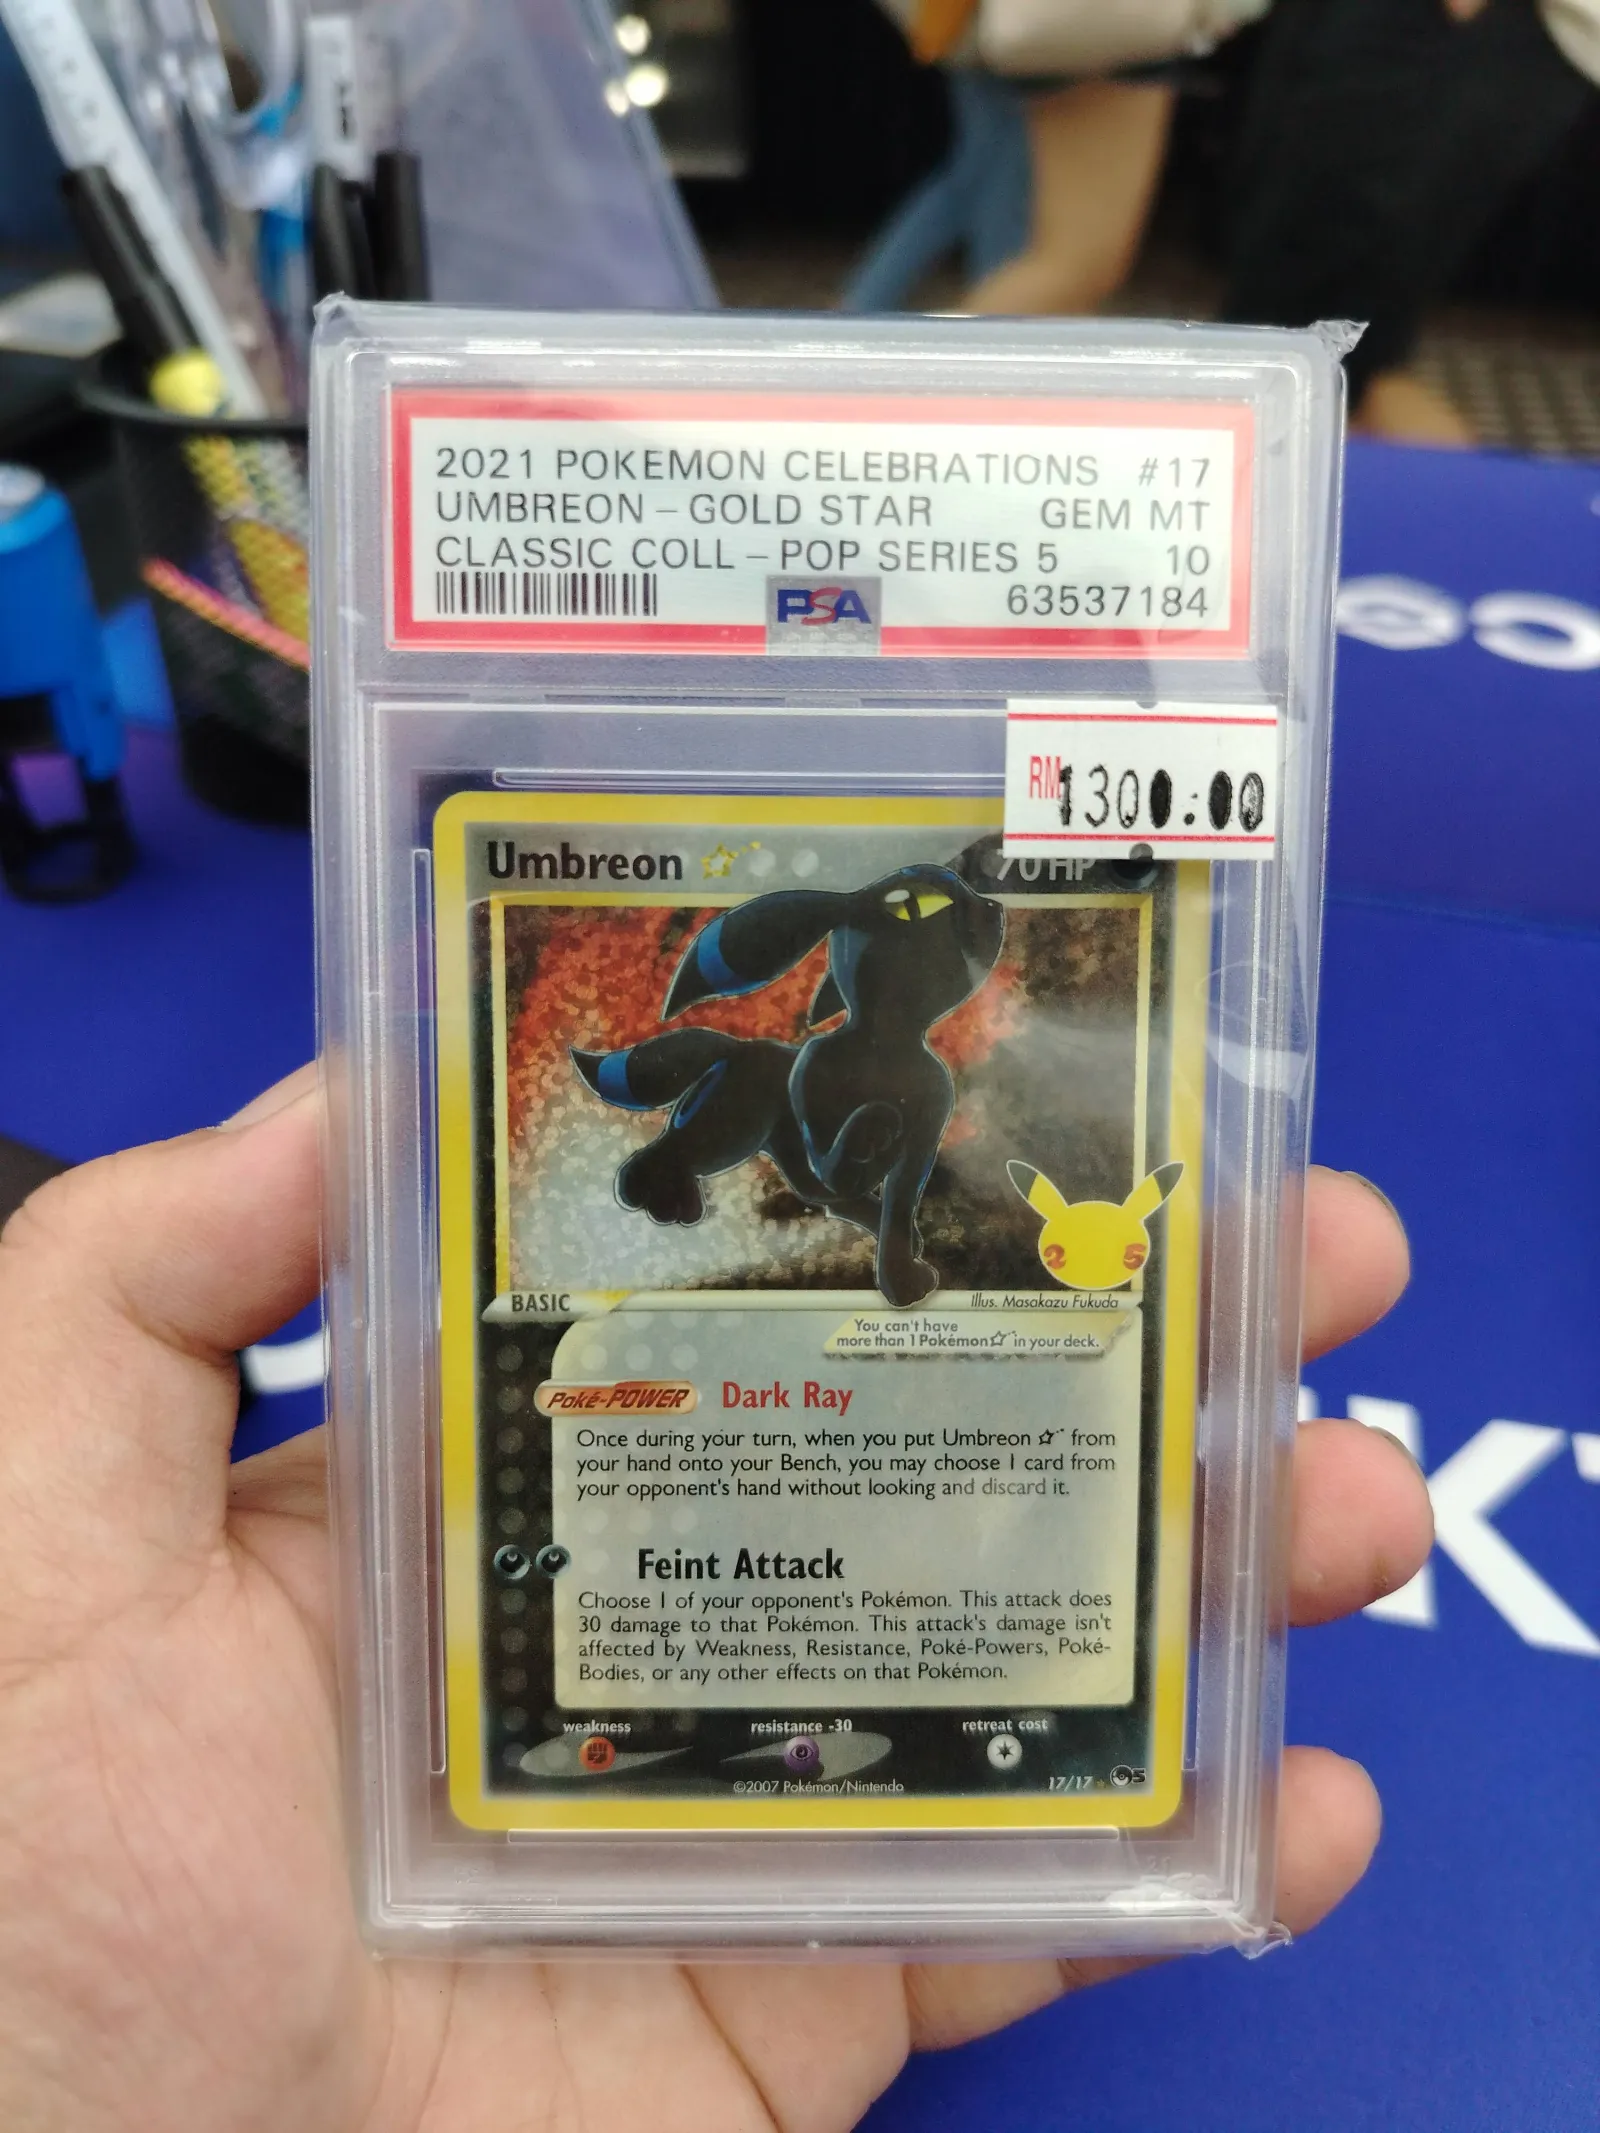 2021 POKEMON CELEBRATIONS #17
UMBREON - GOLD STAR GEM MT
CLASSIC COLL - POP SERIES 5 10
PSA 63537184
RM 1300.00
Umbreon 70 HP
2 5
BASIC Illus. Masakazu Fukuda
You can't have
more than 1 Pokémon☆ in your deck.
Poké-POWER Dark Ray
Once during your turn, when you put Umbreon ☆ from
your hand onto your Bench, you may choose 1 card from
your opponent's hand without looking and discard it.
Feint Attack
Choose 1 of your opponent's Pokémon. This attack does
30 damage to that Pokémon. This attack's damage isn't
affected by Weakness, Resistance, Poké-Powers, Poké-
Bodies, or any other effects on that Pokémon.
weakness resistance -30 retreat cost
©2007 Pokémon/Nintendo 17/17 5